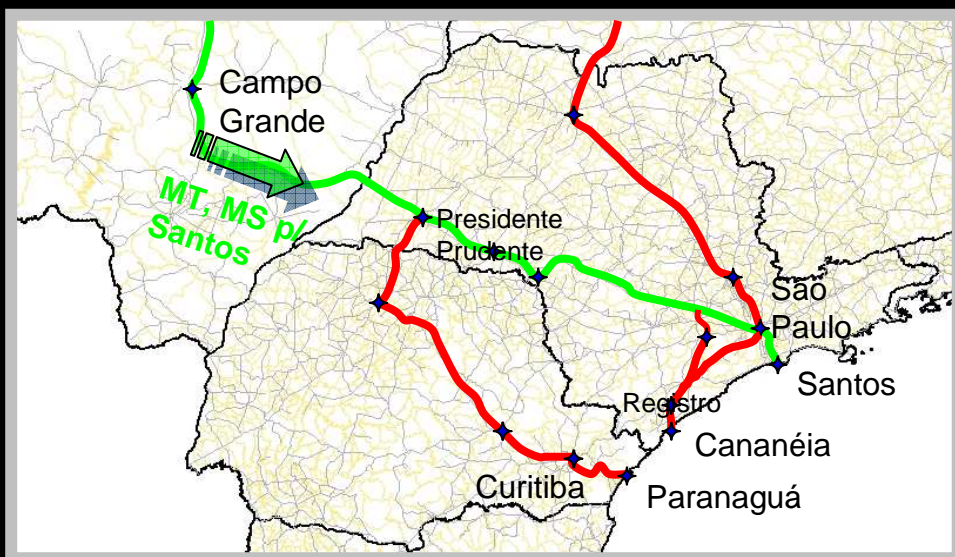 Campo
Grande
MT, MS p/
Santos
Presidente
Prudente
São
Paulo
Santos
Registro
Cananéia
Curitiba
Paranaguá